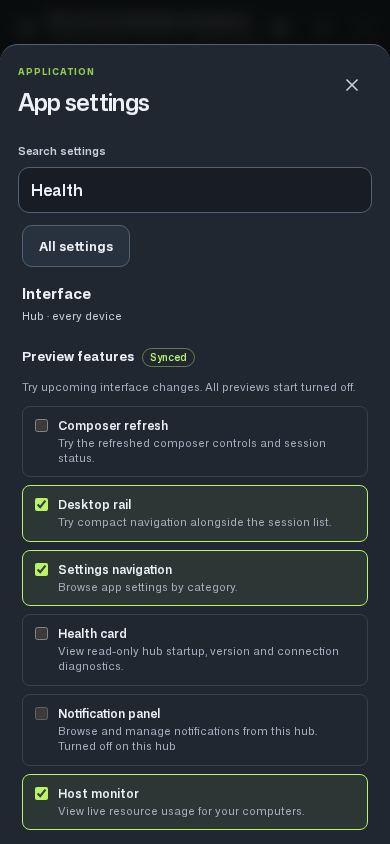 APPLICATION
App settings
Search settings
Health
All settings
Interface
Hub · every device
Preview features Synced
Try upcoming interface changes. All previews start turned off.
Composer refresh
Try the refreshed composer controls and session
status.
Desktop rail
Try compact navigation alongside the session list.
Settings navigation
Browse app settings by category.
Health card
View read-only hub startup, version and connection
diagnostics.
Notification panel
Browse and manage notifications from this hub.
Turned off on this hub
Host monitor
View live resource usage for your computers.